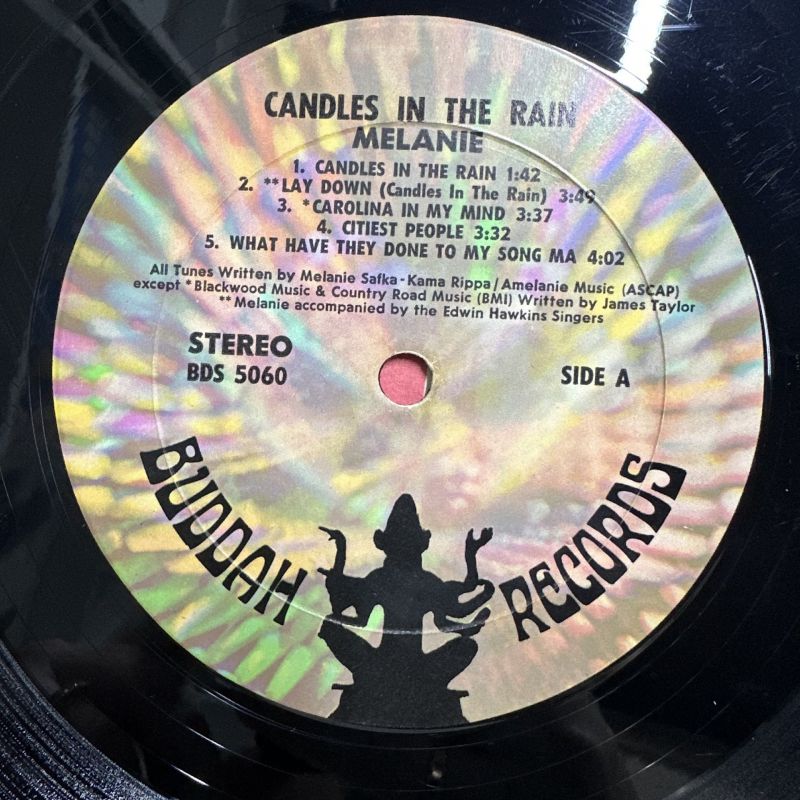 CANDLES IN THE RAIN
MELANIE
1. CANDLES IN THE RAIN 1:42
2. **LAY DOWN (Candles In The Rain) 3:49
3. *CAROLINA IN MY MIND 3:37
4. CITIEST PEOPLE 3:32
5. WHAT HAVE THEY DONE TO MY SONG MA 4:02
All Tunes Written by Melanie Safka - Kama Rippa/Amelanie Music (ASCAP)
except *Blackwood Music & Country Road Music (BMI) Written by James Taylor
**Melanie accompanied by the Edwin Hawkins Singers
STEREO
BDS 5060
SIDE A
BUDDAH RECORDS